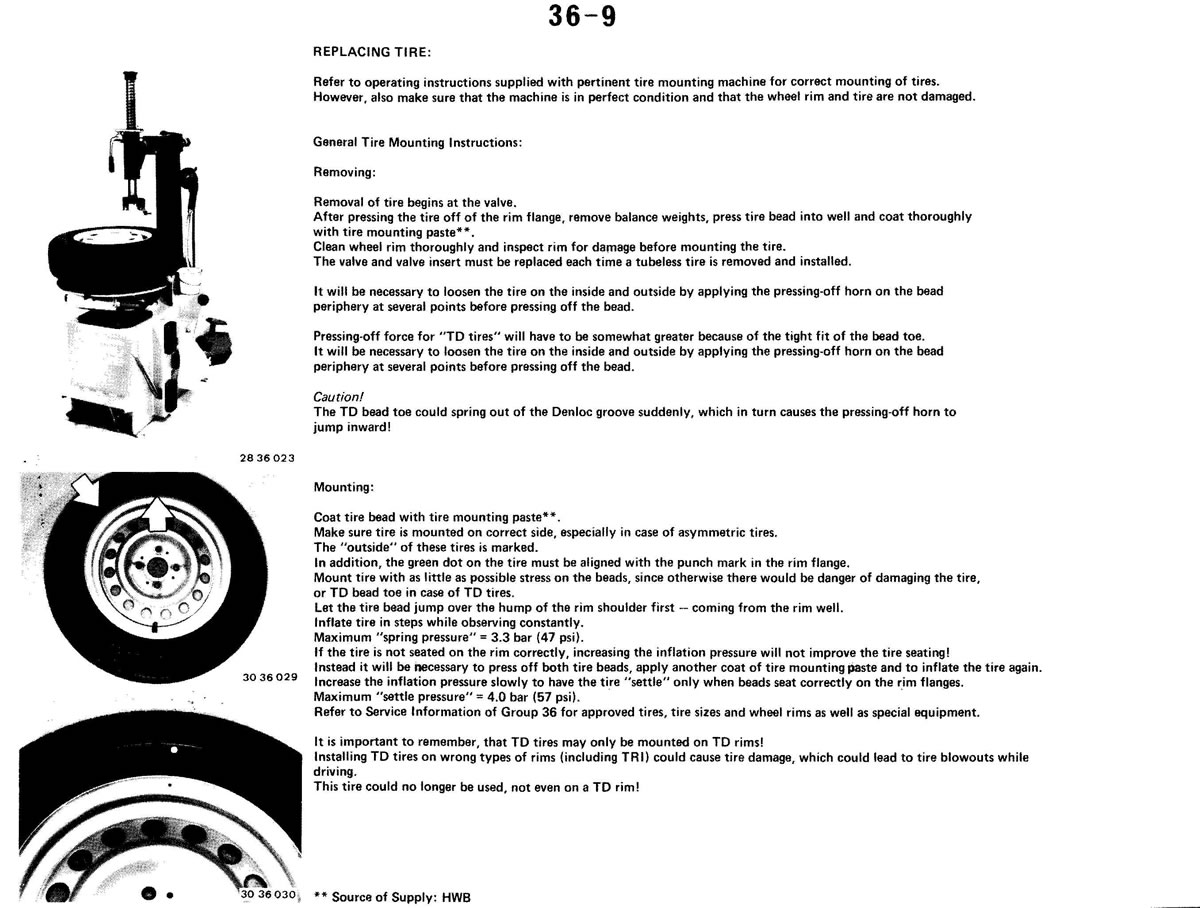 36-9
REPLACING TIRE:
Refer to operating instructions supplied with pertinent tire mounting machine for correct mounting of tires.
However, also make sure that the machine is in perfect condition and that the wheel rim and tire are not damaged.
General Tire Mounting Instructions:
Removing:
Removal of tire begins at the valve.
After pressing the tire off of the rim flange, remove balance weights, press tire bead into well and coat thoroughly
with tire mounting paste**.
Clean wheel rim thoroughly and inspect rim for damage before mounting the tire.
The valve and valve insert must be replaced each time a tubeless tire is removed and installed.
It will be necessary to loosen the tire on the inside and outside by applying the pressing-off horn on the bead
periphery at several points before pressing off the bead.
Pressing-off force for "TD tires" will have to be somewhat greater because of the tight fit of the bead toe.
It will be necessary to loosen the tire on the inside and outside by applying the pressing-off horn on the bead
periphery at several points before pressing off the bead.
Caution!
The TD bead toe could spring out of the Denloc groove suddenly, which in turn causes the pressing-off horn to
jump inward!
28 36 023
Mounting:
Coat tire bead with tire mounting paste**.
Make sure tire is mounted on correct side, especially in case of asymmetric tires.
The "outside" of these tires is marked.
In addition, the green dot on the tire must be aligned with the punch mark in the rim flange.
Mount tire with as little as possible stress on the beads, since otherwise there would be danger of damaging the tire,
or TD bead toe in case of TD tires.
Let the tire bead jump over the hump of the rim shoulder first – coming from the rim well.
Inflate tire in steps while observing constantly.
Maximum "spring pressure" = 3.3 bar (47 psi).
If the tire is not seated on the rim correctly, increasing the inflation pressure will not improve the tire seating!
Instead it will be necessary to press off both tire beads, apply another coat of tire mounting paste and to inflate the tire again.
Increase the inflation pressure slowly to have the tire "settle" only when beads seat correctly on the rim flanges.
Maximum "settle pressure" = 4.0 bar (57 psi).
Refer to Service Information of Group 36 for approved tires, tire sizes and wheel rims as well as special equipment.
30 36 029
It is important to remember, that TD tires may only be mounted on TD rims!
Installing TD tires on wrong types of rims (including TRI) could cause tire damage, which could lead to tire blowouts while
driving.
This tire could no longer be used, not even on a TD rim!
30 36 030
** Source of Supply: HWB